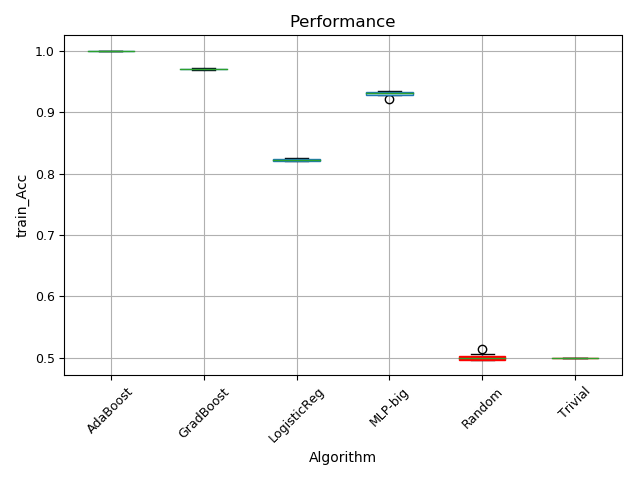 Performance
1.0
0.9
0.8
0.7
0.6
0.5
train_Acc
AdaBoost
GradBoost
LogisticReg
MLP-big
Random
Trivial
Algorithm